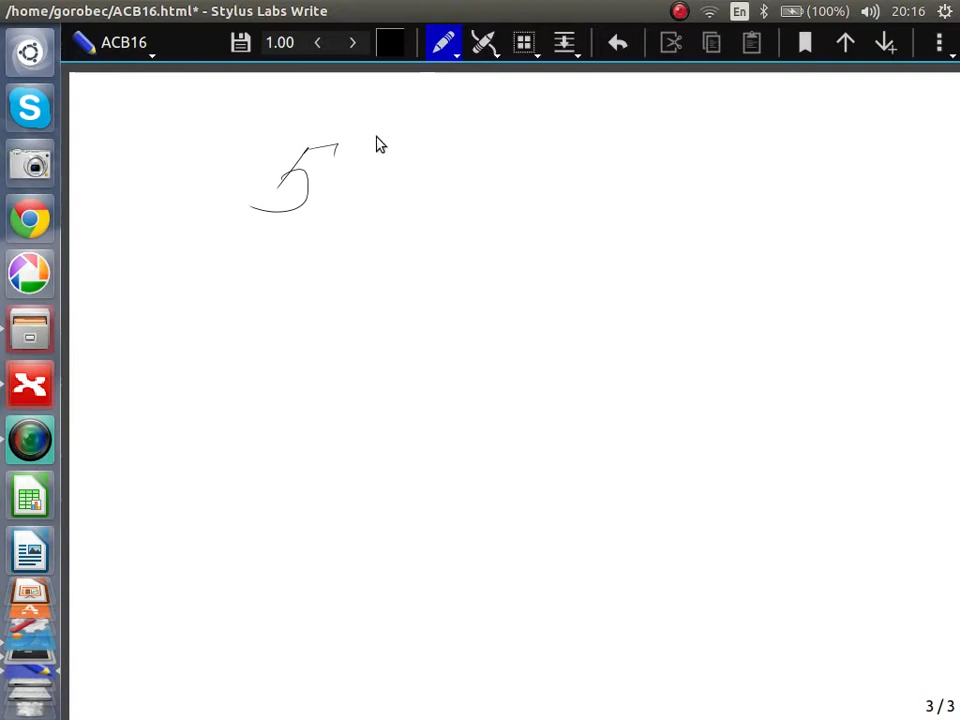 /home/gorobec/ACB16.html* - Stylus Labs Write En (100%) 20:16
ACB16 1.00
5
3 / 3